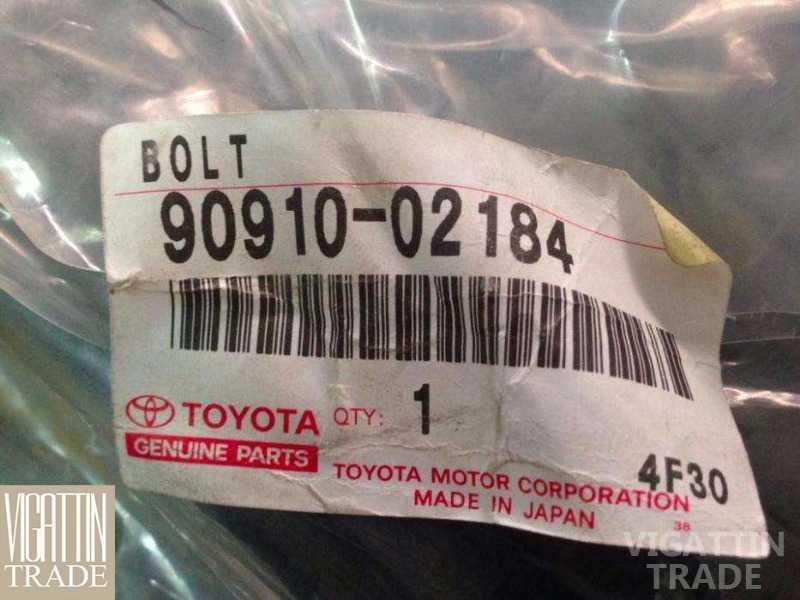 BOLT
90910-02184
TOYOTA QTY: 1
GENUINE PARTS
4F30
TOYOTA MOTOR CORPORATION
MADE IN JAPAN
38
VIGATTIN
TRADE
VIGATTIN
TRADE